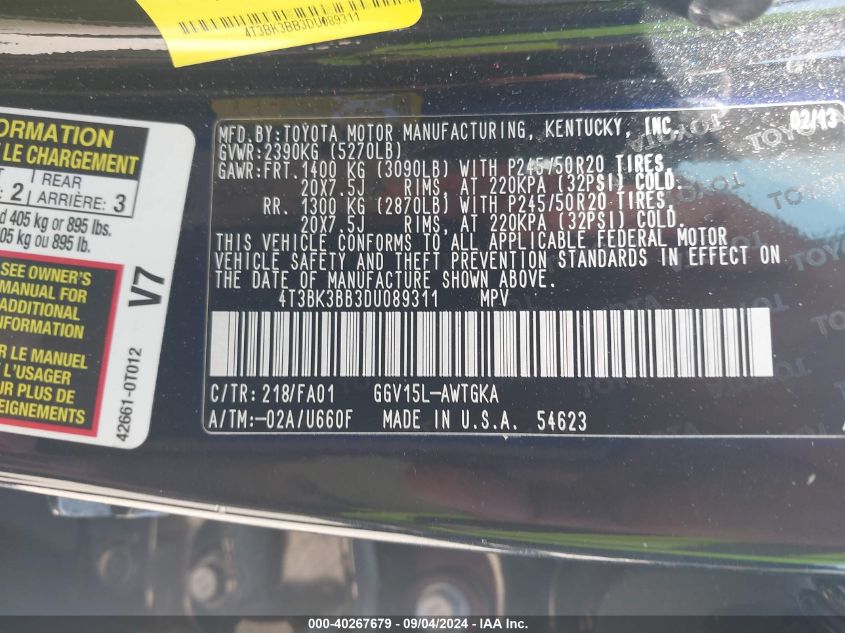 4T3BK3BB3DU089311
FORMATION
LE CHARGEMENT
2 REAR ARRIÈRE: 3
405 kg or 895 lbs.
kg ou 895 lb.
SEE OWNER'S
MANUAL FOR
ADDITIONAL
INFORMATION
LE MANUEL
L'USAGER
PLUS DE
RENSEIGNEMENTS
V7
42661-0T012
MFD. BY: TOYOTA MOTOR MANUFACTURING, KENTUCKY, INC. 02/13
GVWR: 2390KG (5270LB)
GAWR: FRT. 1400 KG (3090LB) WITH P245/50R20 TIRES,
20X7.5J RIMS, AT 220KPA (32PSI) COLD.
RR. 1300 KG (2870LB) WITH P245/50R20 TIRES,
20X7.5J RIMS, AT 220KPA (32PSI) COLD.
THIS VEHICLE CONFORMS TO ALL APPLICABLE FEDERAL MOTOR
VEHICLE SAFETY AND THEFT PREVENTION STANDARDS IN EFFECT ON
THE DATE OF MANUFACTURE SHOWN ABOVE.
4T3BK3BB3DU089311 MPV
C/TR: 218/FA01 GGV15L-AWTGKA
A/TM:-02A/U660F MADE IN U.S.A. 54623
000-40267679 - 09/04/2024 - IAA Inc.